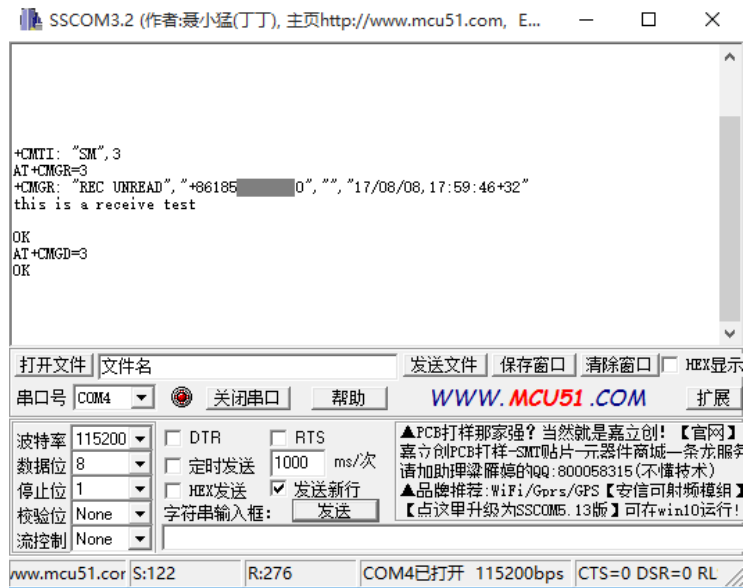 SSCOM3.2 (作者:聂小猛(丁丁), 主页http://www.mcu51.com, E...
+CMTI: "SM",3
AT+CMGR=3
+CMGR: "REC UNREAD","+86185 0","","17/08/08,17:59:46+32"
this is a receive test
OK
AT+CMGD=3
OK
打开文件 文件名 发送文件 保存窗口 清除窗口 HEX显示
串口号 COM4 关闭串口 帮助 WWW.MCU51.COM 扩展
波特率 115200 DTR RTS
数据位 8 定时发送 1000 ms/次
停止位 1 HEX发送 发送新行
校验位 None 字符串输入框: 发送
流控制 None
▲PCB打样那家强?当然就是嘉立创!【官网】
嘉立创PCB打样-SMT贴片-元器件商城一条龙服务
请加助理梁雁婷的QQ:800058315(不懂技术)
▲品牌推荐:WiFi/Gprs/GPS【安信可射频模组】
【点这里升级为SSCOM5.13版】可在win10运行!
www.mcu51.cor S:122 R:276 COM4已打开 115200bps CTS=0 DSR=0 RL